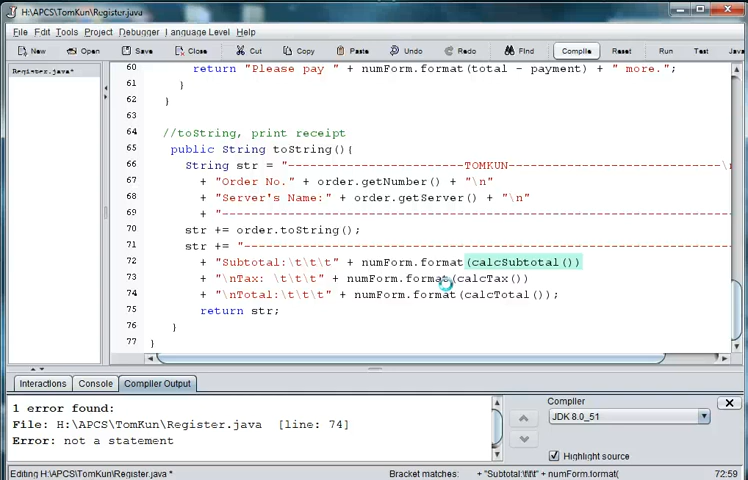 H:\APCS\TomKun\Register.java
File Edit Tools Project Debugger Language Level Help
New Open Save Close Cut Copy Paste Undo Redo Find Compile Reset Run Test Java
Register.java*
60 return "Please pay " + numForm.format(total - payment) + " more.";
61 }
62 }
63
64 //toString, print receipt
65 public String toString(){
66 String str = "------------------------------TOMKUN------------------------------\n
67 + "Order No." + order.getNumber() + "\n"
68 + "Server's Name:" + order.getServer() + "\n"
69 + "----------------------------------------------------------------------
70 str += order.toString();
71 str += "----------------------------------------------------------------------
72 + "Subtotal:\t\t\t" + numForm.format(calcSubtotal())
73 + "\nTax: \t\t\t" + numForm.format(calcTax())
74 + "\nTotal:\t\t\t" + numForm.format(calcTotal());
75 return str;
76 }
77 }
Interactions Console Compiler Output
1 error found:
File: H:\APCS\TomKun\Register.java [line: 74]
Error: not a statement
Compiler
JDK 8.0_51
Highlight source
Editing H:\APCS\TomKun\Register.java * Bracket matches: + "Subtotal:\t\t\t" + numForm.format( 72:59